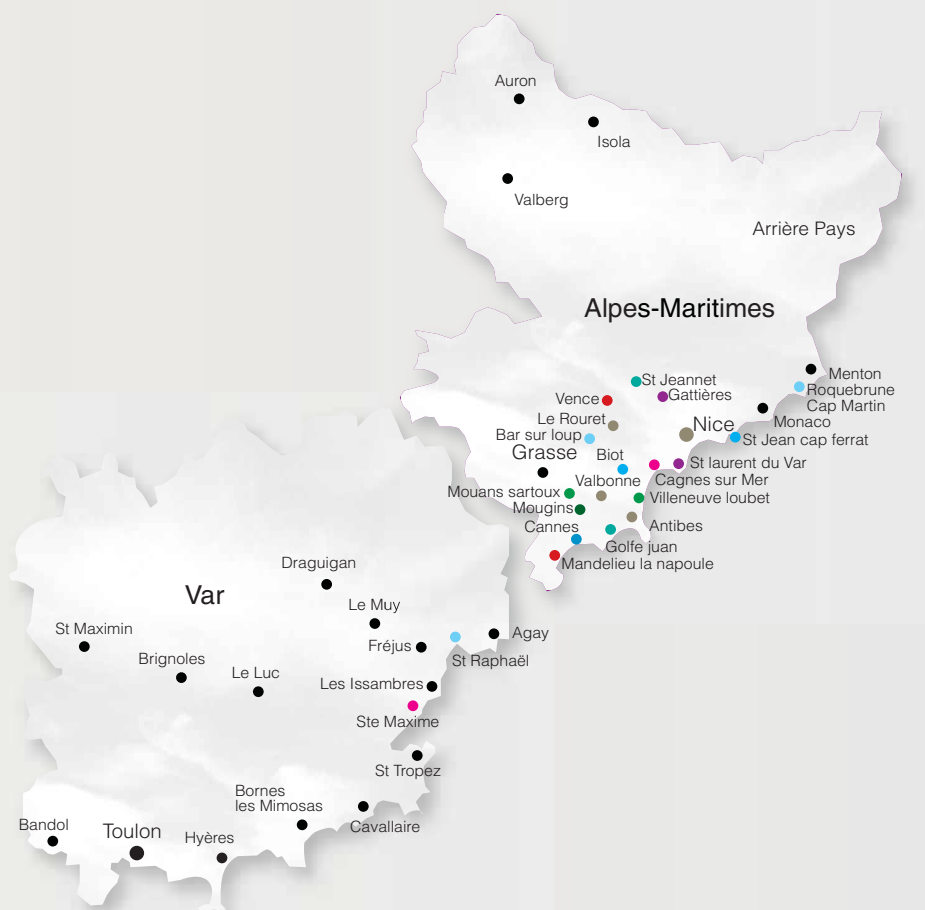 Auron
Isola
Valberg
Arrière Pays
Alpes-Maritimes
Menton
St Jeannet
Roquebrune
Cap Martin
Gattières
Vence
Le Rouret
Monaco
Nice
Bar sur loup
St Jean cap ferrat
Grasse
Biot
St laurent du Var
Cagnes sur Mer
Valbonne
Mouans sartoux
Villeneuve loubet
Mougins
Cannes
Antibes
Golfe juan
Mandelieu la napoule
Draguigan
Var
Le Muy
St Maximin
Agay
Fréjus
St Raphaël
Brignoles
Le Luc
Les Issambres
Ste Maxime
St Tropez
Bornes
les Mimosas
Cavallaire
Bandol
Toulon
Hyères